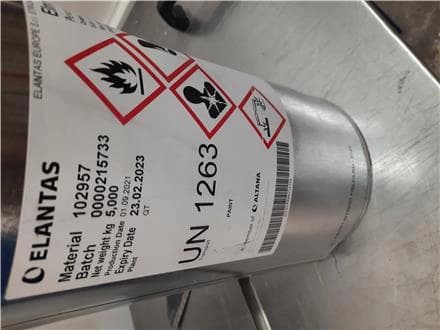 ELANTAS EUROPE
ELANTAS
Material 102957
Batch 0000215733
Net weight kg 5,000
Production Date 01.09.2021
Expiry Date 23.02.2023
Plant QT
UN 1263
PAINT
A member of ALTANA